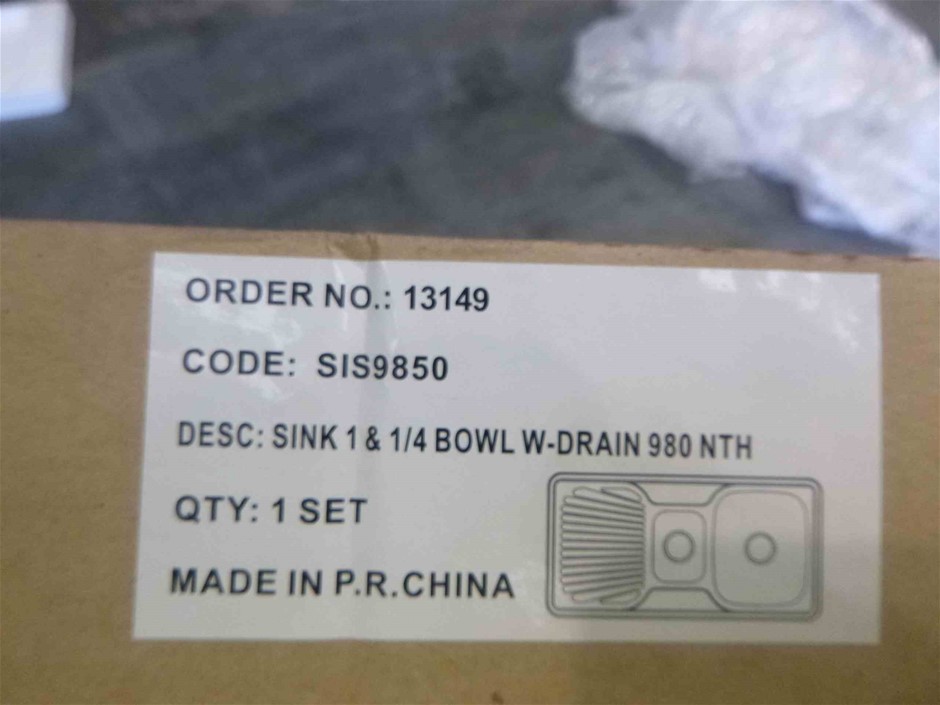 ORDER NO.: 13149
CODE: SIS9850
DESC: SINK 1 & 1/4 BOWL W-DRAIN 980 NTH
QTY: 1 SET
MADE IN P.R.CHINA